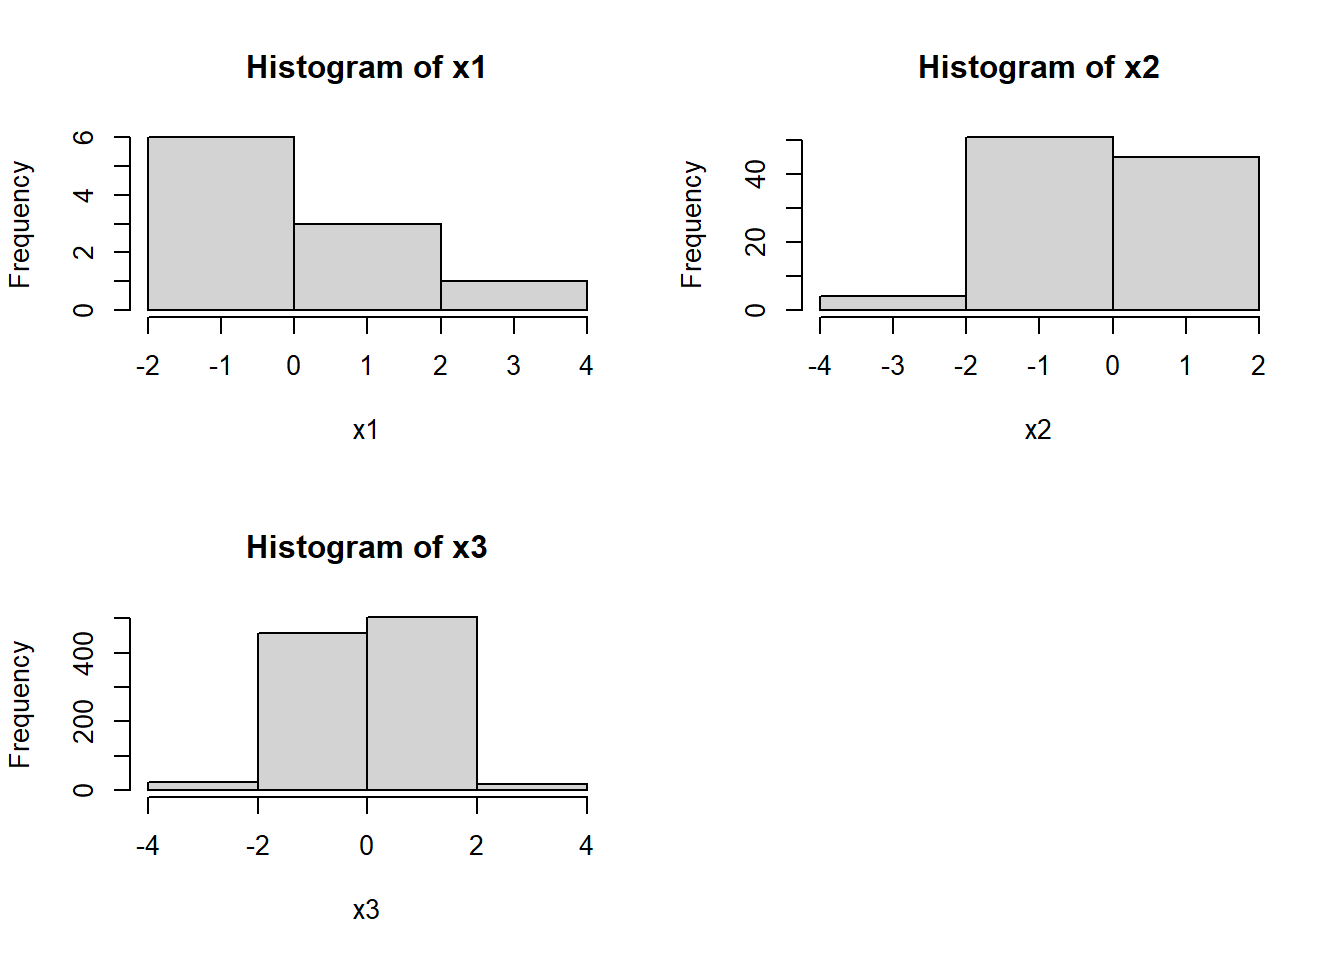 Histogram of x1
Frequency
6
4
2
0
-2 -1 0 1 2 3 4
x1
Histogram of x2
Frequency
40
20
0
-4 -3 -2 -1 0 1 2
x2
Histogram of x3
Frequency
400
200
0
-4 -2 0 2 4
x3